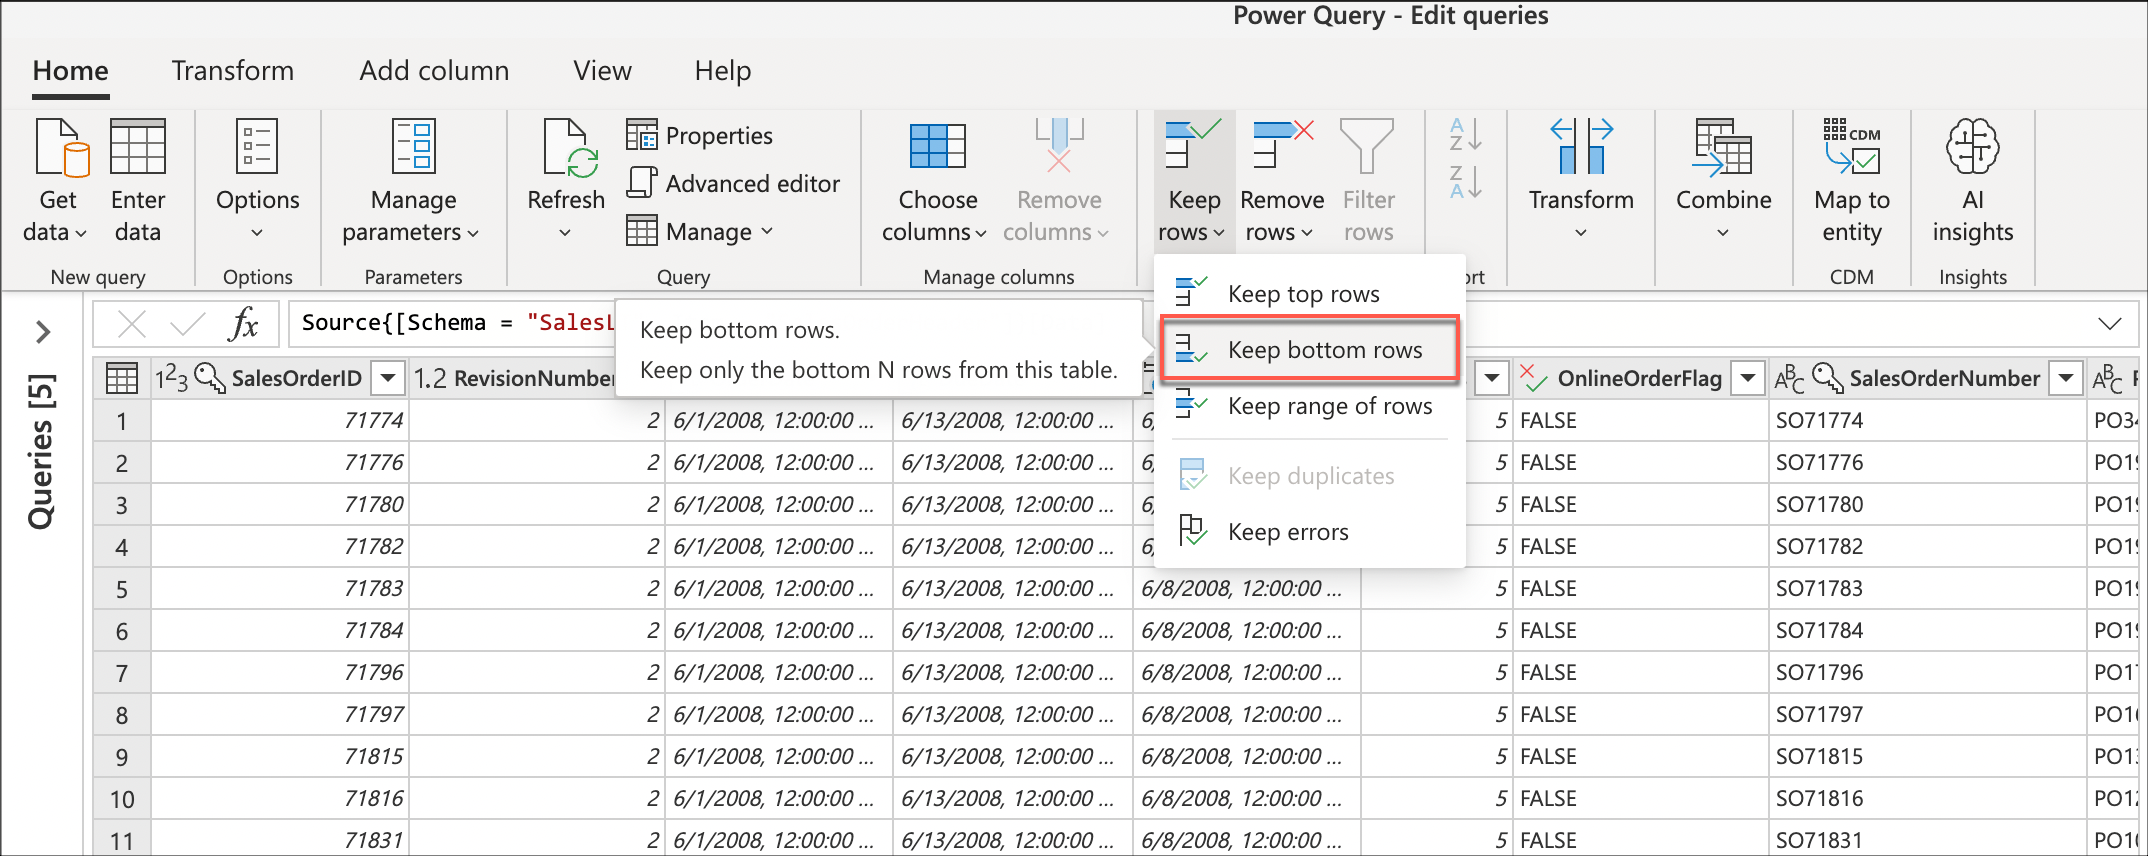 Power Query - Edit queries
Home Transform Add column View Help
Get data
Enter data
Options
Manage parameters
Refresh
Properties
Advanced editor
Manage
Choose columns
Remove columns
Keep rows
Remove rows
Filter rows
A Z
Z A
Transform
Combine
CDM
Map to entity
AI insights
New query Options Parameters Query Manage columns CDM Insights
Keep top rows
Keep bottom rows
Keep range of rows
Keep duplicates
Keep errors
fx Source{[Schema =
Keep bottom rows.
Keep only the bottom N rows from this table.
Queries [5]
123 SalesOrderID 1.2 RevisionNumber OnlineOrderFlag ABC SalesOrderNumber ABC
1 71774 2 6/1/2008, 12:00:00 ... 6/13/2008, 12:00:00 ... 5 FALSE SO71774
2 71776 2 6/1/2008, 12:00:00 ... 6/13/2008, 12:00:00 ... 5 FALSE SO71776
3 71780 2 6/1/2008, 12:00:00 ... 6/13/2008, 12:00:00 ... 5 FALSE SO71780
4 71782 2 6/1/2008, 12:00:00 ... 6/13/2008, 12:00:00 ... 5 FALSE SO71782
5 71783 2 6/1/2008, 12:00:00 ... 6/13/2008, 12:00:00 ... 6/8/2008, 12:00:00 ... 5 FALSE SO71783
6 71784 2 6/1/2008, 12:00:00 ... 6/13/2008, 12:00:00 ... 6/8/2008, 12:00:00 ... 5 FALSE SO71784
7 71796 2 6/1/2008, 12:00:00 ... 6/13/2008, 12:00:00 ... 6/8/2008, 12:00:00 ... 5 FALSE SO71796
8 71797 2 6/1/2008, 12:00:00 ... 6/13/2008, 12:00:00 ... 6/8/2008, 12:00:00 ... 5 FALSE SO71797
9 71815 2 6/1/2008, 12:00:00 ... 6/13/2008, 12:00:00 ... 6/8/2008, 12:00:00 ... 5 FALSE SO71815
10 71816 2 6/1/2008, 12:00:00 ... 6/13/2008, 12:00:00 ... 6/8/2008, 12:00:00 ... 5 FALSE SO71816
11 71831 2 6/1/2008, 12:00:00 ... 6/13/2008, 12:00:00 ... 6/8/2008, 12:00:00 ... 5 FALSE SO71831